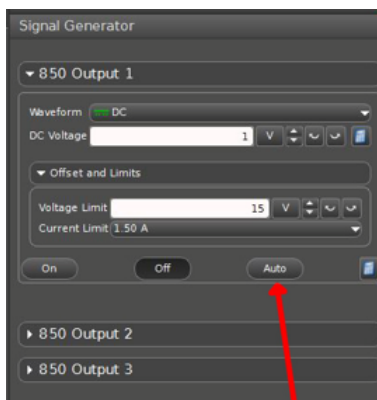 Signal Generator
850 Output 1
Waveform DC
DC Voltage 1 V
Offset and Limits
Voltage Limit 15 V
Current Limit 1.50 A
On Off Auto
850 Output 2
850 Output 3